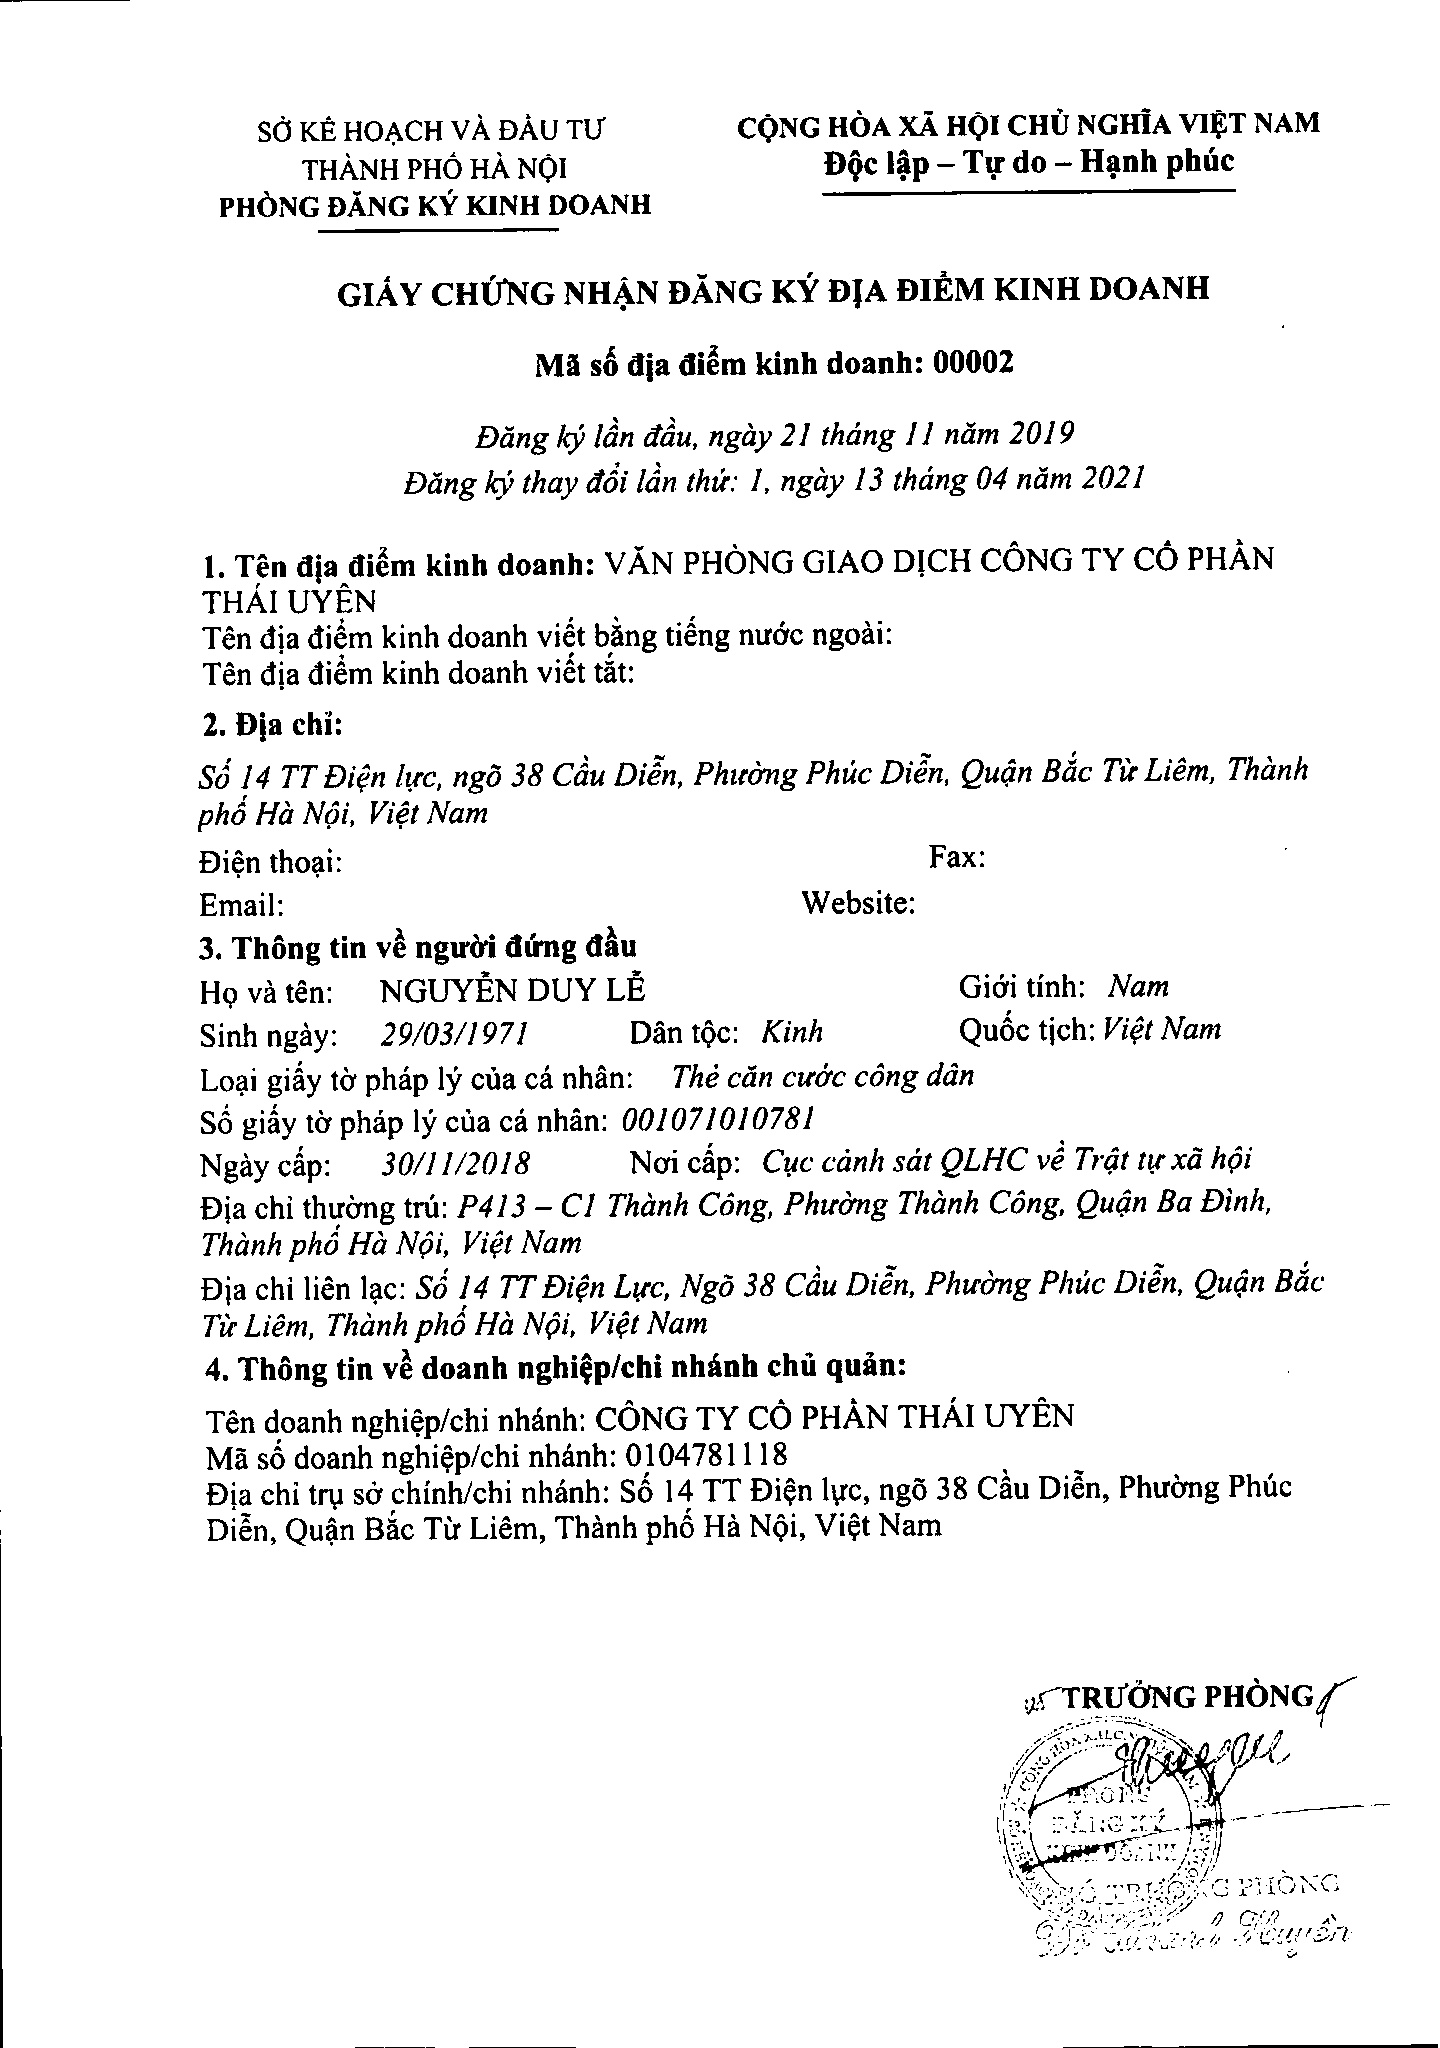 SỞ KẾ HOẠCH VÀ ĐẦU TƯ
THÀNH PHỐ HÀ NỘI
PHÒNG ĐĂNG KÝ KINH DOANH
CỘNG HÒA XÃ HỘI CHỦ NGHĨA VIỆT NAM
Độc lập – Tự do – Hạnh phúc
GIẤY CHỨNG NHẬN ĐĂNG KÝ ĐỊA ĐIỂM KINH DOANH
Mã số địa điểm kinh doanh: 00002
Đăng ký lần đầu, ngày 21 tháng 11 năm 2019
Đăng ký thay đổi lần thứ: 1, ngày 13 tháng 04 năm 2021
1. Tên địa điểm kinh doanh: VĂN PHÒNG GIAO DỊCH CÔNG TY CỔ PHẦN
THÁI UYÊN
Tên địa điểm kinh doanh viết bằng tiếng nước ngoài:
Tên địa điểm kinh doanh viết tắt:
2. Địa chỉ:
Số 14 TT Điện lực, ngõ 38 Cầu Diễn, Phường Phúc Diễn, Quận Bắc Từ Liêm, Thành
phố Hà Nội, Việt Nam
Điện thoại: Fax:
Email: Website:
3. Thông tin về người đứng đầu
Họ và tên: NGUYỄN DUY LỄ Giới tính: Nam
Sinh ngày: 29/03/1971 Dân tộc: Kinh Quốc tịch: Việt Nam
Loại giấy tờ pháp lý của cá nhân: Thẻ căn cước công dân
Số giấy tờ pháp lý của cá nhân: 001071010781
Ngày cấp: 30/11/2018 Nơi cấp: Cục cảnh sát QLHC về Trật tự xã hội
Địa chỉ thường trú: P413 – C1 Thành Công, Phường Thành Công, Quận Ba Đình,
Thành phố Hà Nội, Việt Nam
Địa chỉ liên lạc: Số 14 TT Điện Lực, Ngõ 38 Cầu Diễn, Phường Phúc Diễn, Quận Bắc
Từ Liêm, Thành phố Hà Nội, Việt Nam
4. Thông tin về doanh nghiệp/chi nhánh chủ quản:
Tên doanh nghiệp/chi nhánh: CÔNG TY CỔ PHẦN THÁI UYÊN
Mã số doanh nghiệp/chi nhánh: 0104781118
Địa chỉ trụ sở chính/chi nhánh: Số 14 TT Điện lực, ngõ 38 Cầu Diễn, Phường Phúc
Diễn, Quận Bắc Từ Liêm, Thành phố Hà Nội, Việt Nam
TRƯỞNG PHÒNG
PHÒNG
ĐĂNG KÝ
KINH DOANH
PHÓ TRƯỞNG PHÒNG
Huyền